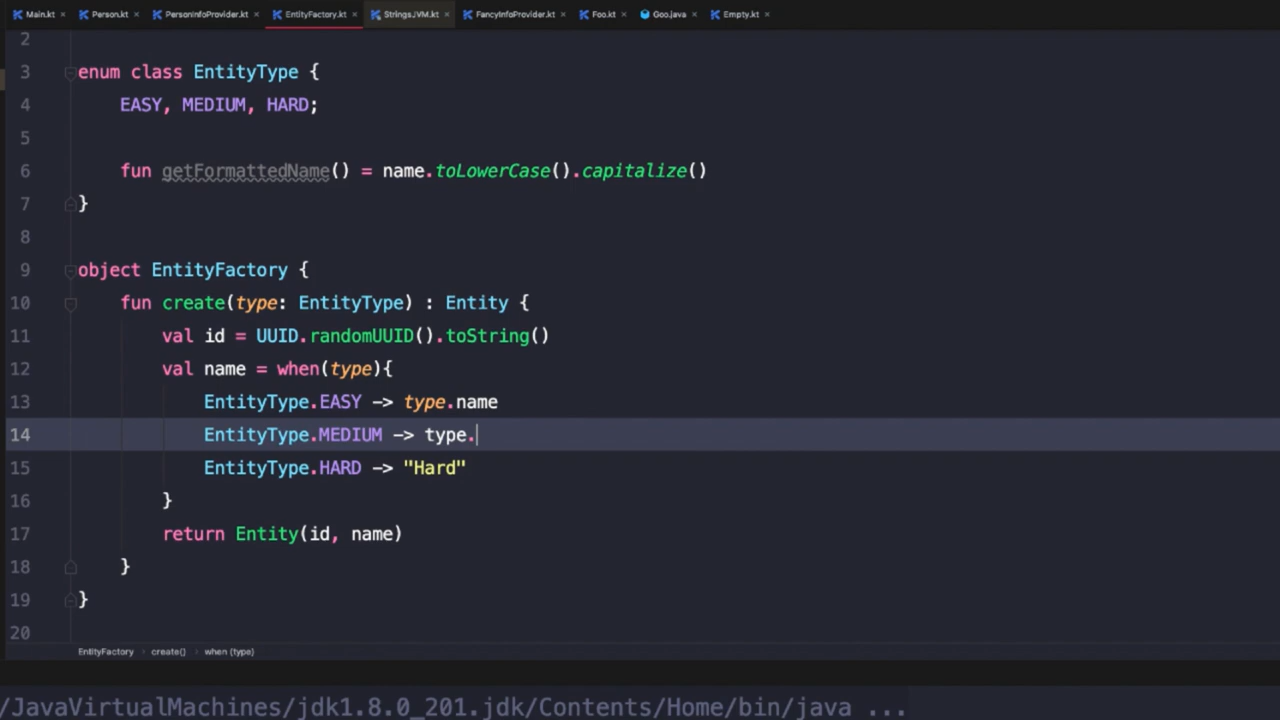 Main.kt Person.kt PersonInfoProvider.kt EntityFactory.kt Strings.JVM.kt FancyInfoProvider.kt Foo.kt Goo.java Empty.kt
2
3 enum class EntityType {
4 EASY, MEDIUM, HARD;
5
6 fun getFormattedName() = name.toLowerCase().capitalize()
7 }
8
9 object EntityFactory {
10 fun create(type: EntityType) : Entity {
11 val id = UUID.randomUUID().toString()
12 val name = when(type){
13 EntityType.EASY -> type.name
14 EntityType.MEDIUM -> type.
15 EntityType.HARD -> "Hard"
16 }
17 return Entity(id, name)
18 }
19 }
20
EntityFactory › create() › when (type)
/JavaVirtualMachines/jdk1.8.0_201.jdk/Contents/Home/bin/java ...